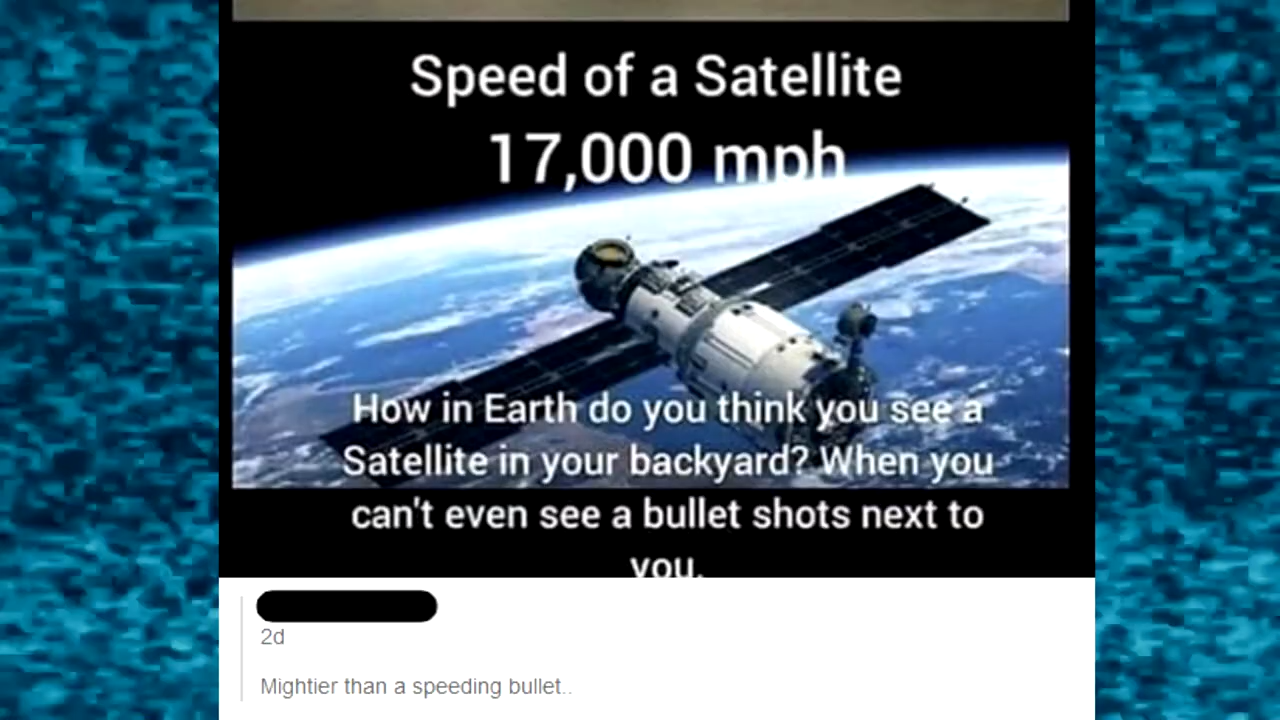 Speed of a Satellite
17,000 mph
How in Earth do you think you see a
Satellite in your backyard? When you
can't even see a bullet shots next to
you.
2d
Mightier than a speeding bullet..